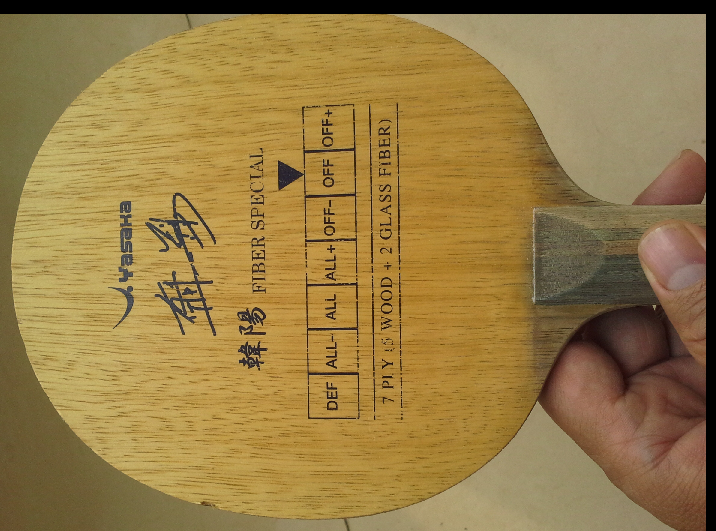 Yasaka
韓陽 FIBER SPECIAL
DEF ALL- ALL ALL+ OFF- OFF OFF+
7 PLY (5 WOOD + 2 GLASS FIBER)